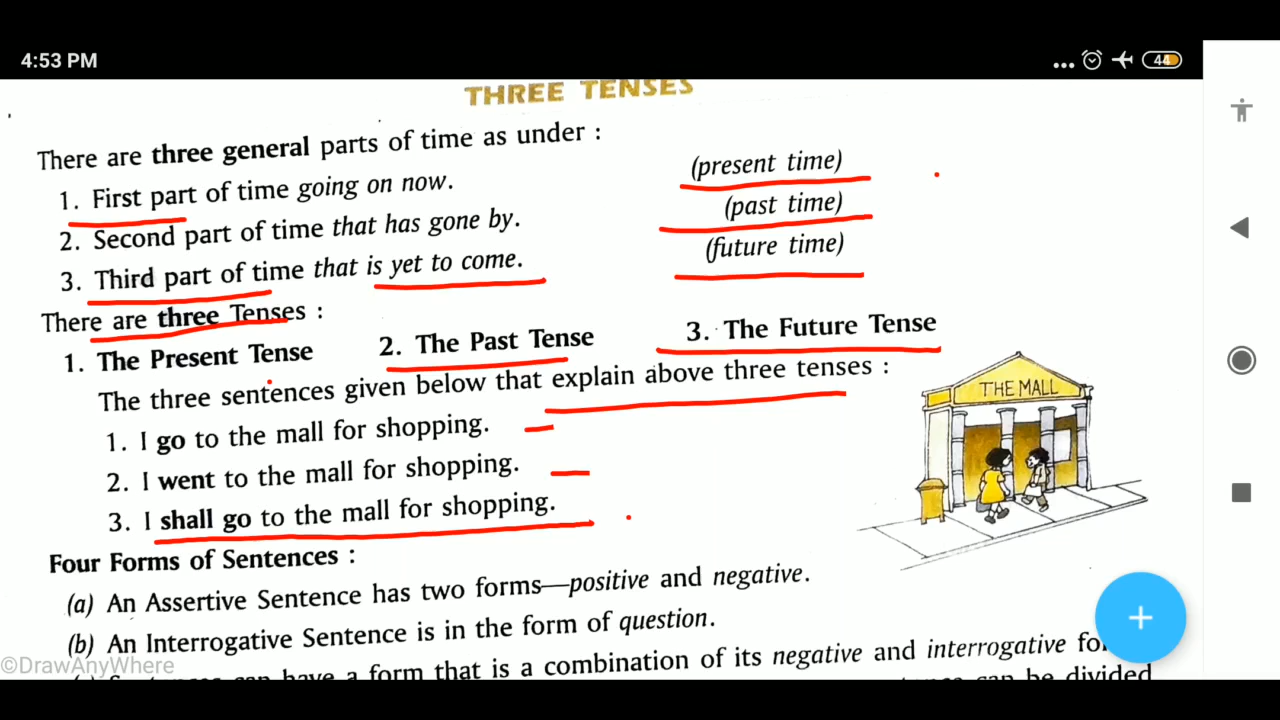 4:53 PM
44
THREE TENSES
There are three general parts of time as under :
1. First part of time going on now. (present time)
2. Second part of time that has gone by. (past time)
3. Third part of time that is yet to come. (future time)
There are three Tenses :
1. The Present Tense 2. The Past Tense 3. The Future Tense
The three sentences given below that explain above three tenses :
1. I go to the mall for shopping.
2. I went to the mall for shopping.
3. I shall go to the mall for shopping.
THE MALL
Four Forms of Sentences :
(a) An Assertive Sentence has two forms—positive and negative.
(b) An Interrogative Sentence is in the form of question.
can have a form that is a combination of its negative and interrogative
can be divided
©DrawAnyWhere